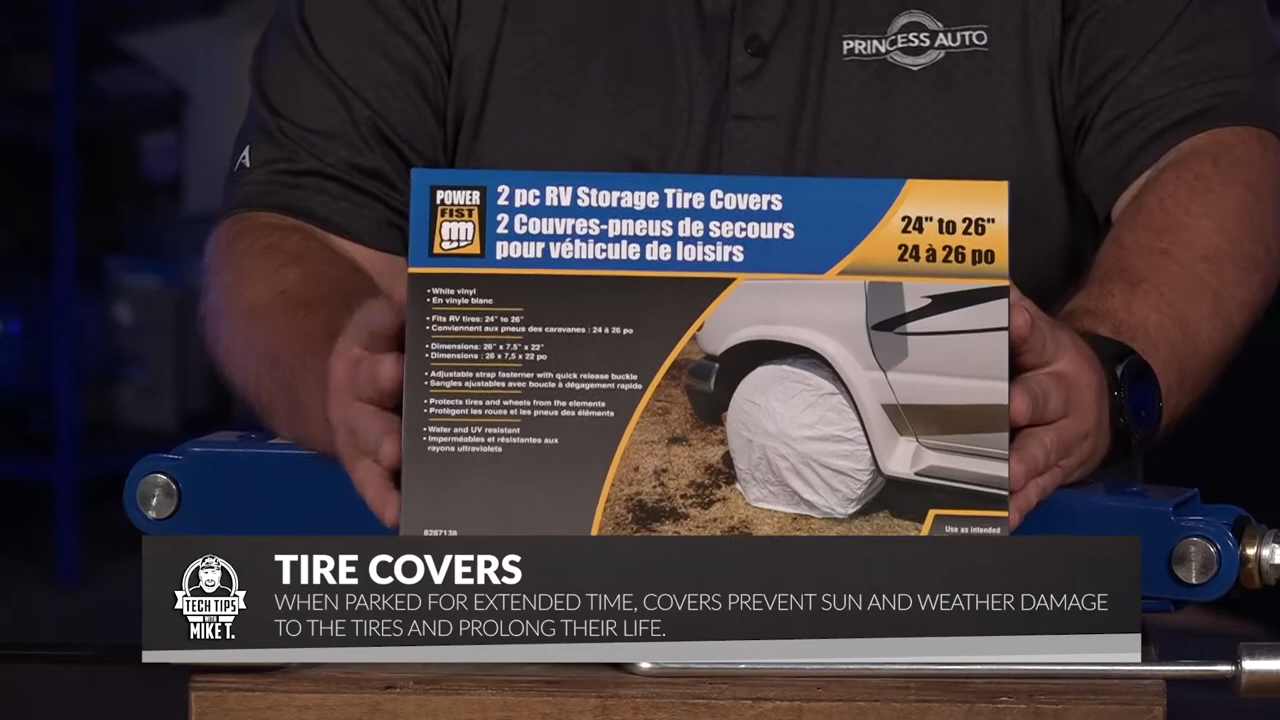 PRINCESS AUTO
POWER
FIST
2 pc RV Storage Tire Covers
2 Couvres-pneus de secours
pour véhicule de loisirs
24" to 26"
24 à 26 po
• White vinyl
• En vinyle blanc
• Fits RV tires: 24" to 26"
• Conviennent aux pneus des caravanes : 24 à 26 po
• Dimensions: 26" x 7.5" x 22"
• Dimensions : 26 x 7,5 x 22 po
• Adjustable strap fasterner with quick release buckle
• Sangles ajustables avec boucle à dégagement rapide
• Protects tires and wheels from the elements
• Protègent les roues et les pneus des éléments
• Water and UV resistant
• Imperméables et résistantes aux
rayons ultraviolets
8287138
Use as intended
TECH TIPS
WITH
MIKE T.
TIRE COVERS
WHEN PARKED FOR EXTENDED TIME, COVERS PREVENT SUN AND WEATHER DAMAGE
TO THE TIRES AND PROLONG THEIR LIFE.